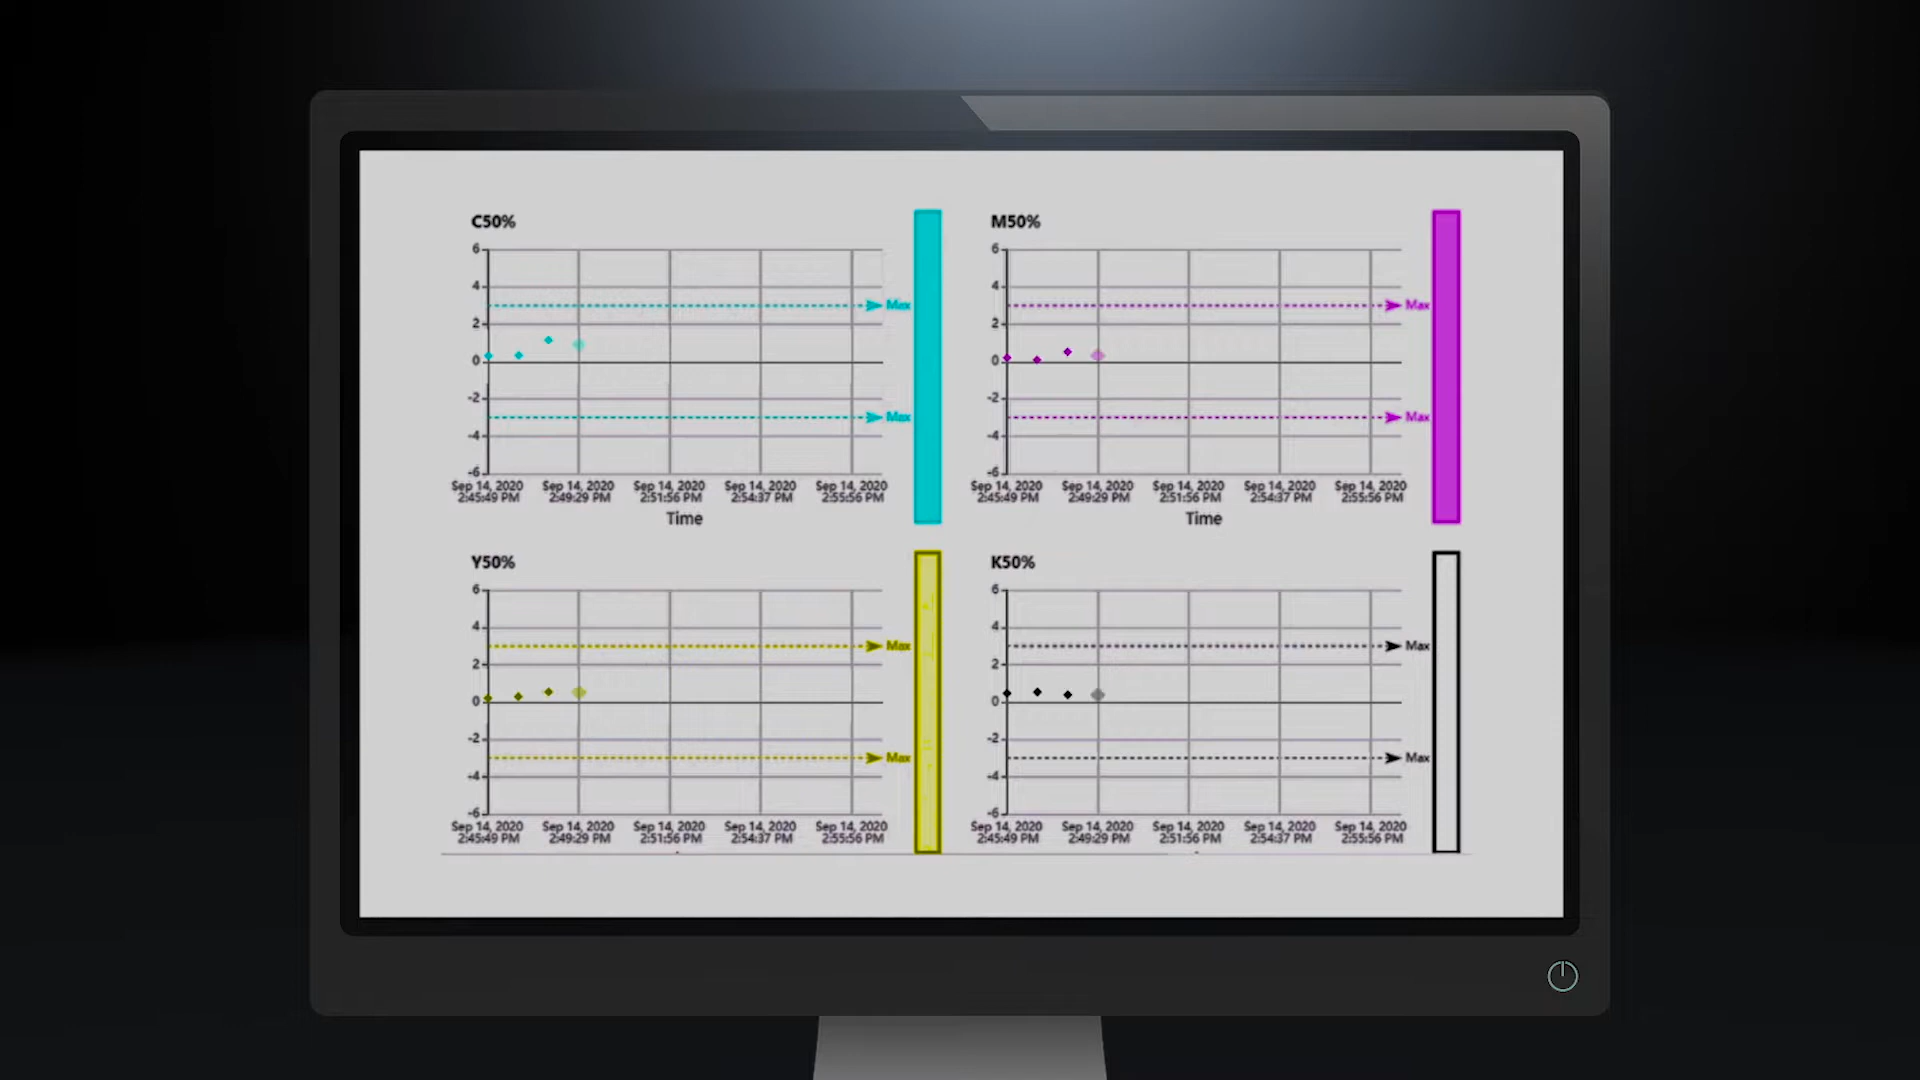 C50%
6
4
Max
2
0
-2
Max
-4
-6
Sep 14, 2020 Sep 14, 2020 Sep 14, 2020 Sep 14, 2020 Sep 14, 2020
2:45:49 PM 2:49:29 PM 2:51:56 PM 2:54:37 PM 2:55:56 PM
Time
M50%
6
4
Max
2
0
-2
Max
-4
-6
Sep 14, 2020 Sep 14, 2020 Sep 14, 2020 Sep 14, 2020 Sep 14, 2020
2:45:49 PM 2:49:29 PM 2:51:56 PM 2:54:37 PM 2:55:56 PM
Time
Y50%
6
4
Max
2
0
-2
Max
-4
-6
Sep 14, 2020 Sep 14, 2020 Sep 14, 2020 Sep 14, 2020 Sep 14, 2020
2:45:49 PM 2:49:29 PM 2:51:56 PM 2:54:37 PM 2:55:56 PM
K50%
6
4
Max
2
0
-2
Max
-4
-6
Sep 14, 2020 Sep 14, 2020 Sep 14, 2020 Sep 14, 2020 Sep 14, 2020
2:45:49 PM 2:49:29 PM 2:51:56 PM 2:54:37 PM 2:55:56 PM